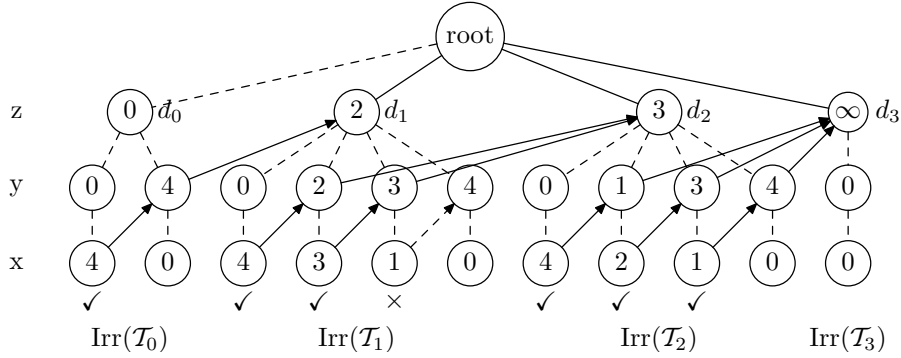 root
z 0 d₀ 2 d₁ 3 d₂ ∞ d₃
y 0 4 0 2 3 4 0 1 3 4 0
x 4 0 4 3 1 0 4 2 1 0 0
✓ ✓ ✓ × ✓ ✓ ✓
Irr(𝒯₀) Irr(𝒯₁) Irr(𝒯₂) Irr(𝒯₃)